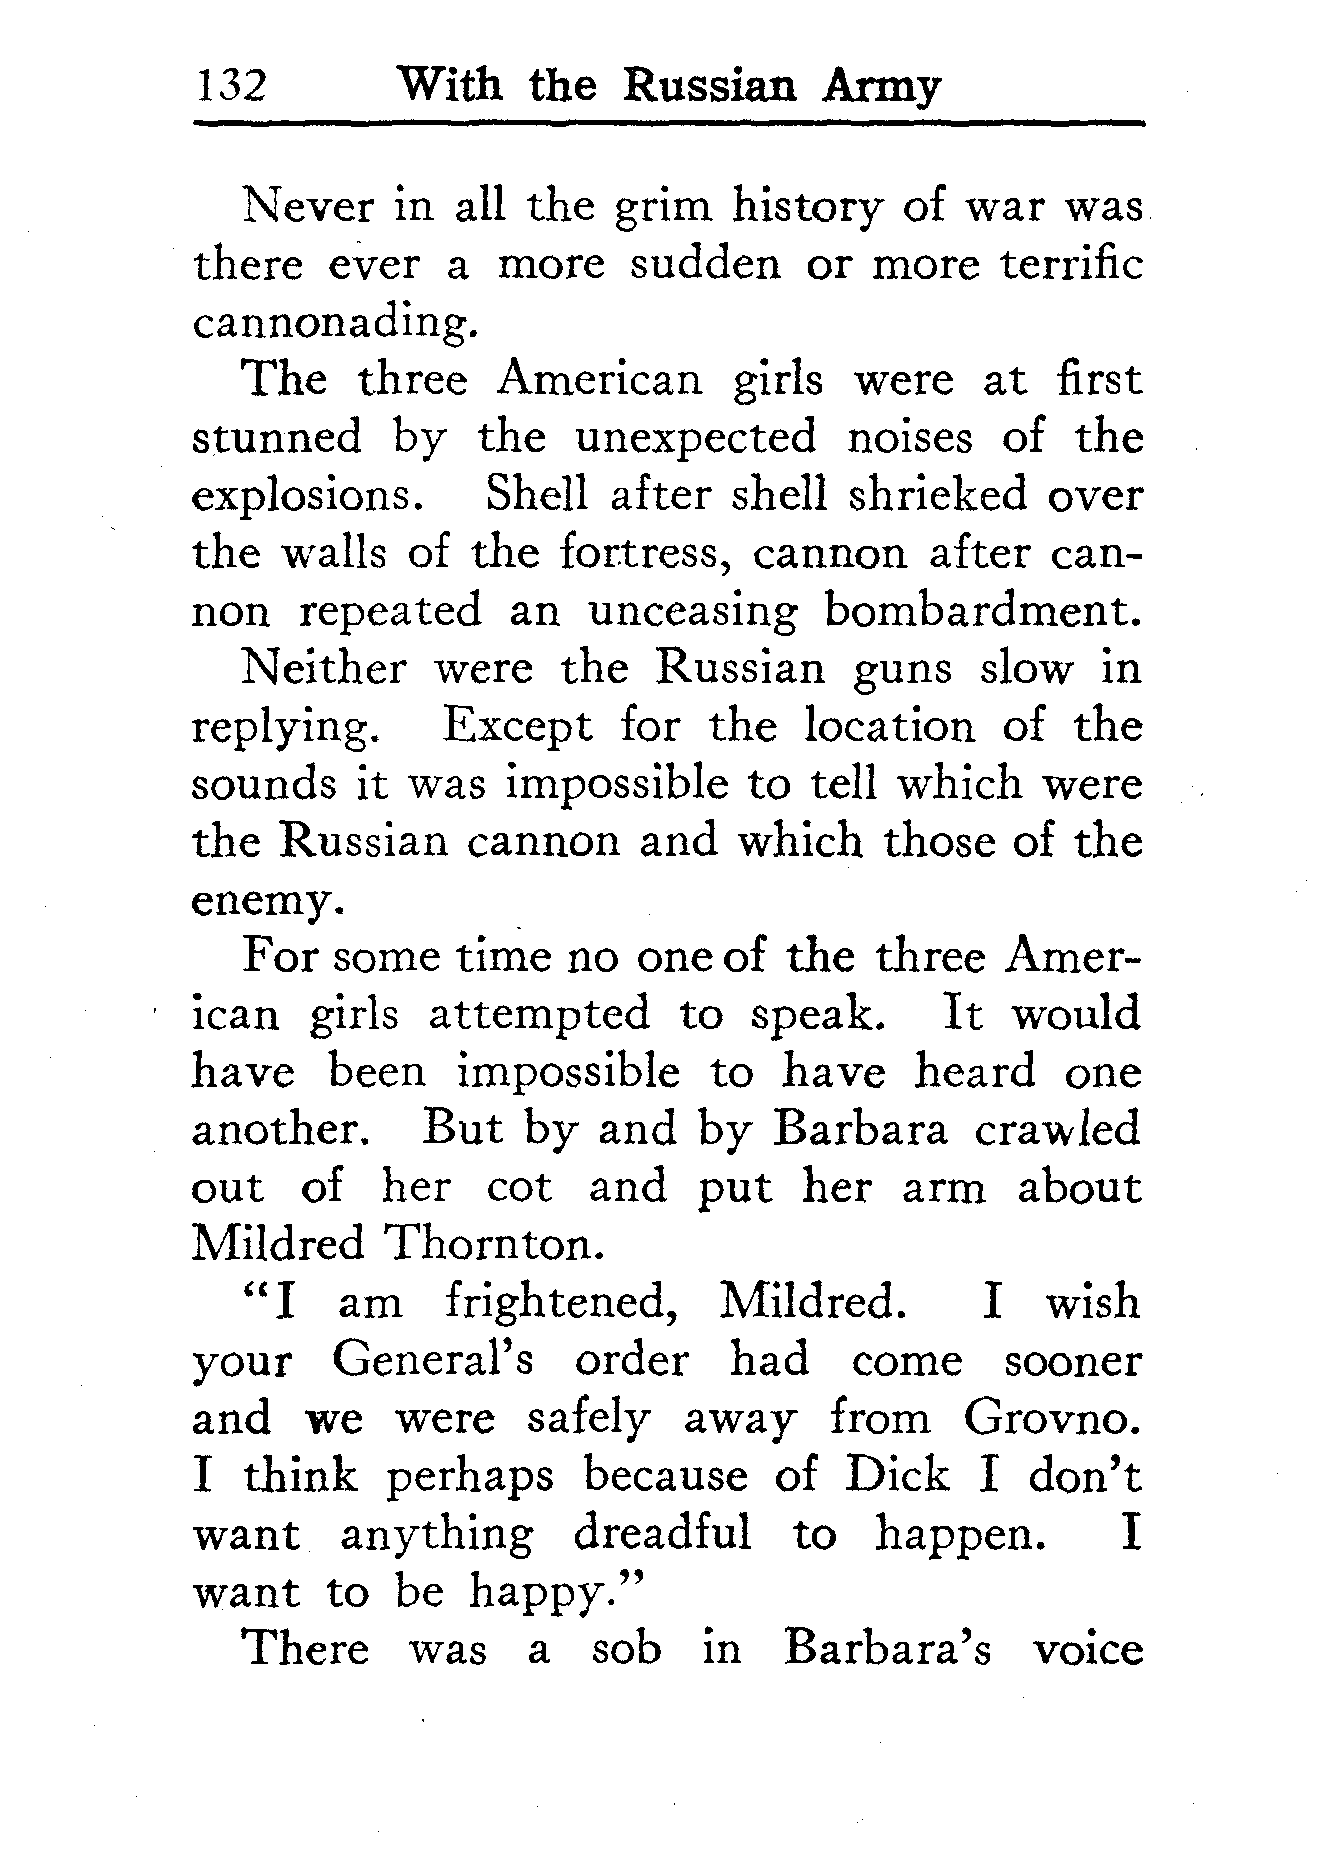 132 With the Russian Army
Never in all the grim history of war was
there ever a more sudden or more terrific
cannonading.
The three American girls were at first
stunned by the unexpected noises of the
explosions. Shell after shell shrieked over
the walls of the fortress, cannon after can-
non repeated an unceasing bombardment.
Neither were the Russian guns slow in
replying. Except for the location of the
sounds it was impossible to tell which were
the Russian cannon and which those of the
enemy.
For some time no one of the three Amer-
ican girls attempted to speak. It would
have been impossible to have heard one
another. But by and by Barbara crawled
out of her cot and put her arm about
Mildred Thornton.
"I am frightened, Mildred. I wish
your General's order had come sooner
and we were safely away from Grovno.
I think perhaps because of Dick I don't
want anything dreadful to happen. I
want to be happy."
There was a sob in Barbara's voice